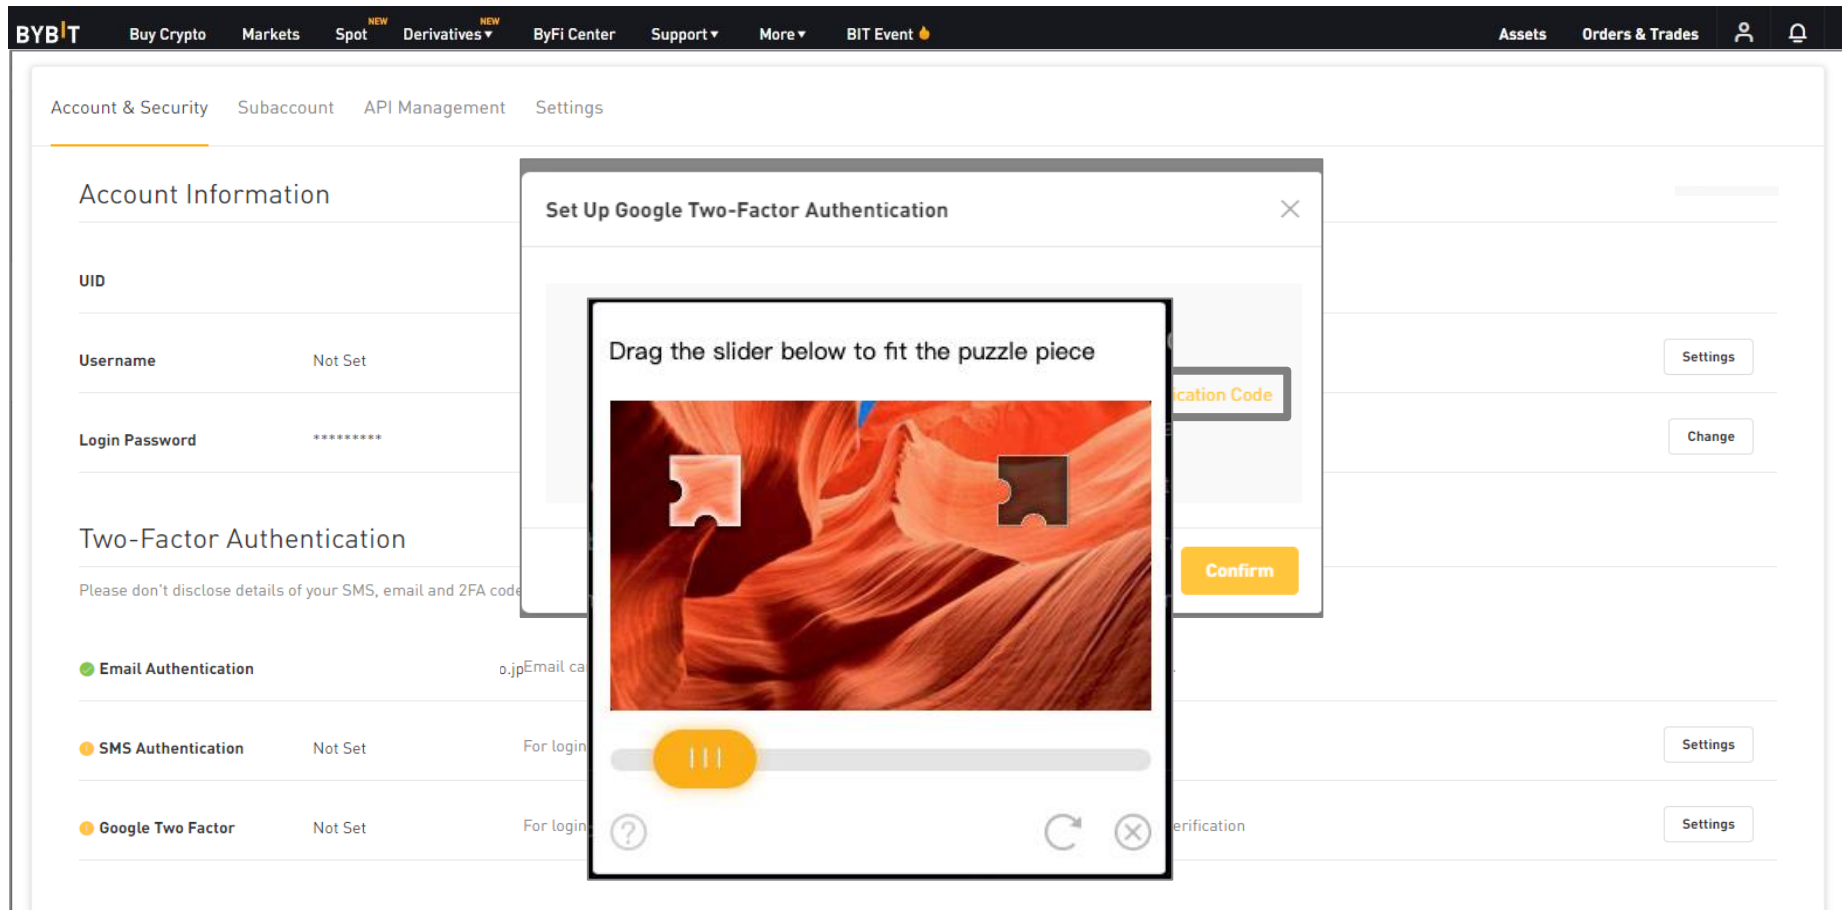 BYBIT Buy Crypto Markets Spot NEW Derivatives NEW ByFi Center Support More BIT Event Assets Orders & Trades
Account & Security Subaccount API Management Settings
Account Information
Set Up Google Two-Factor Authentication
UID
Drag the slider below to fit the puzzle piece
Username Not Set Settings
ication Code
Login Password ********* Change
Two-Factor Authentication
Confirm
Please don't disclose details of your SMS, email and 2FA code
Email Authentication o.jp Email ca
SMS Authentication Not Set For login Settings
Google Two Factor Not Set For login erification Settings